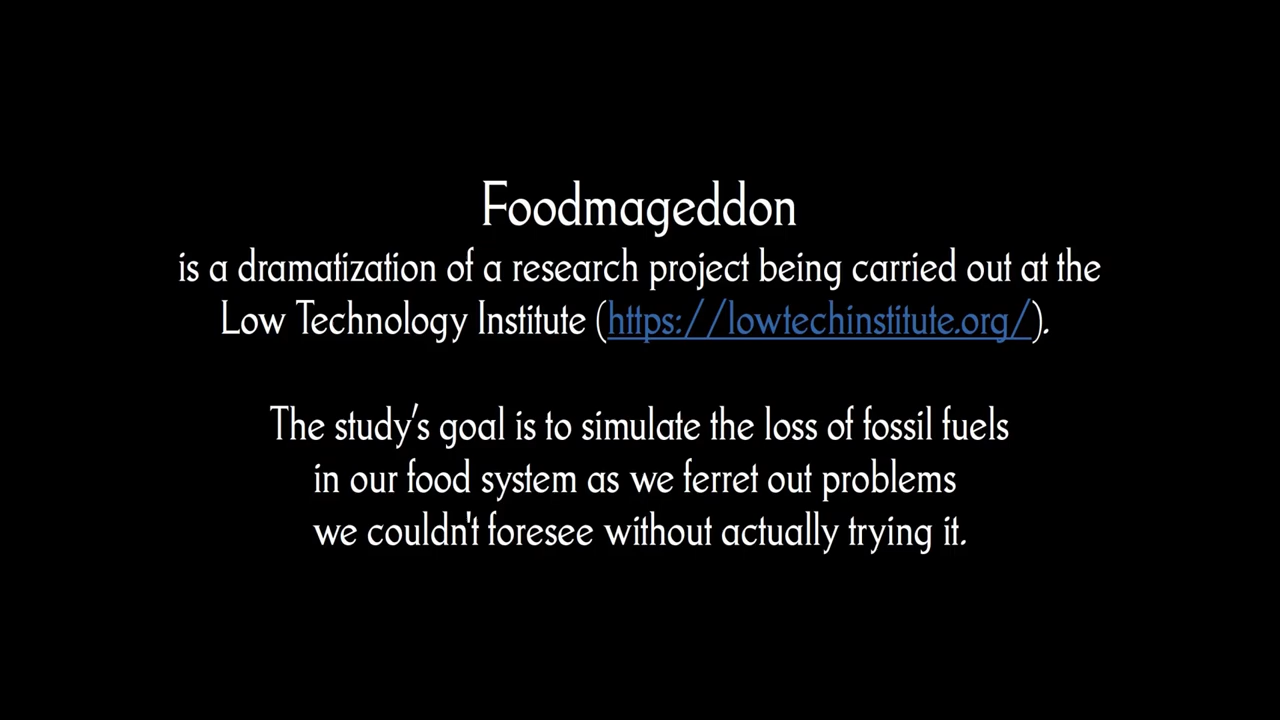 Foodmageddon
is a dramatization of a research project being carried out at the
Low Technology Institute (https://lowtechinstitute.org/).
The study's goal is to simulate the loss of fossil fuels
in our food system as we ferret out problems
we couldn't foresee without actually trying it.